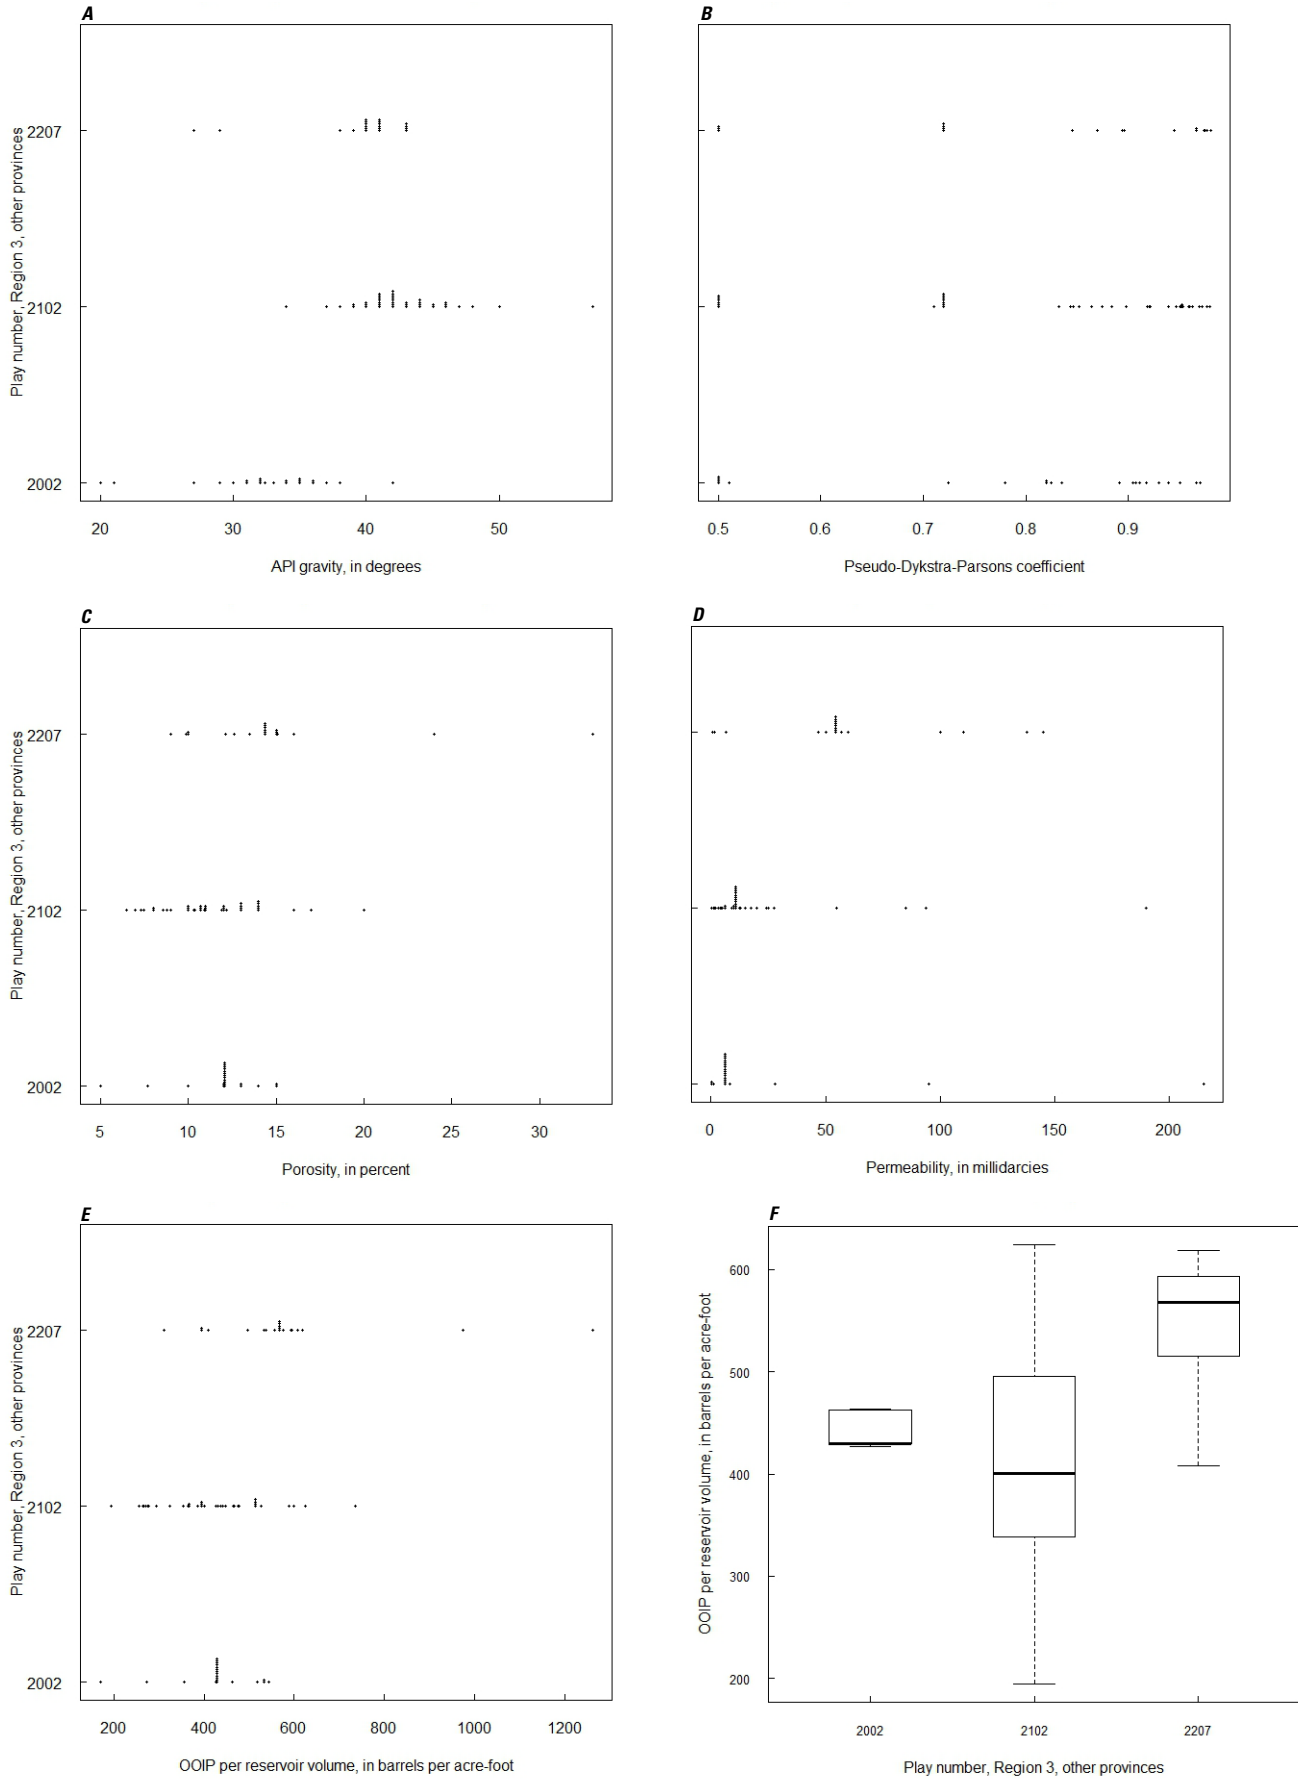 A
Play number, Region 3, other provinces
2207
2102
2002
20 30 40 50
API gravity, in degrees
B
0.5 0.6 0.7 0.8 0.9
Pseudo-Dykstra-Parsons coefficient
C
Play number, Region 3, other provinces
2207
2102
2002
5 10 15 20 25 30
Porosity, in percent
D
0 50 100 150 200
Permeability, in millidarcies
E
Play number, Region 3, other provinces
2207
2102
2002
200 400 600 800 1000 1200
OOIP per reservoir volume, in barrels per acre-foot
F
OOIP per reservoir volume, in barrels per acre-foot
600
500
400
300
200
2002 2102 2207
Play number, Region 3, other provinces